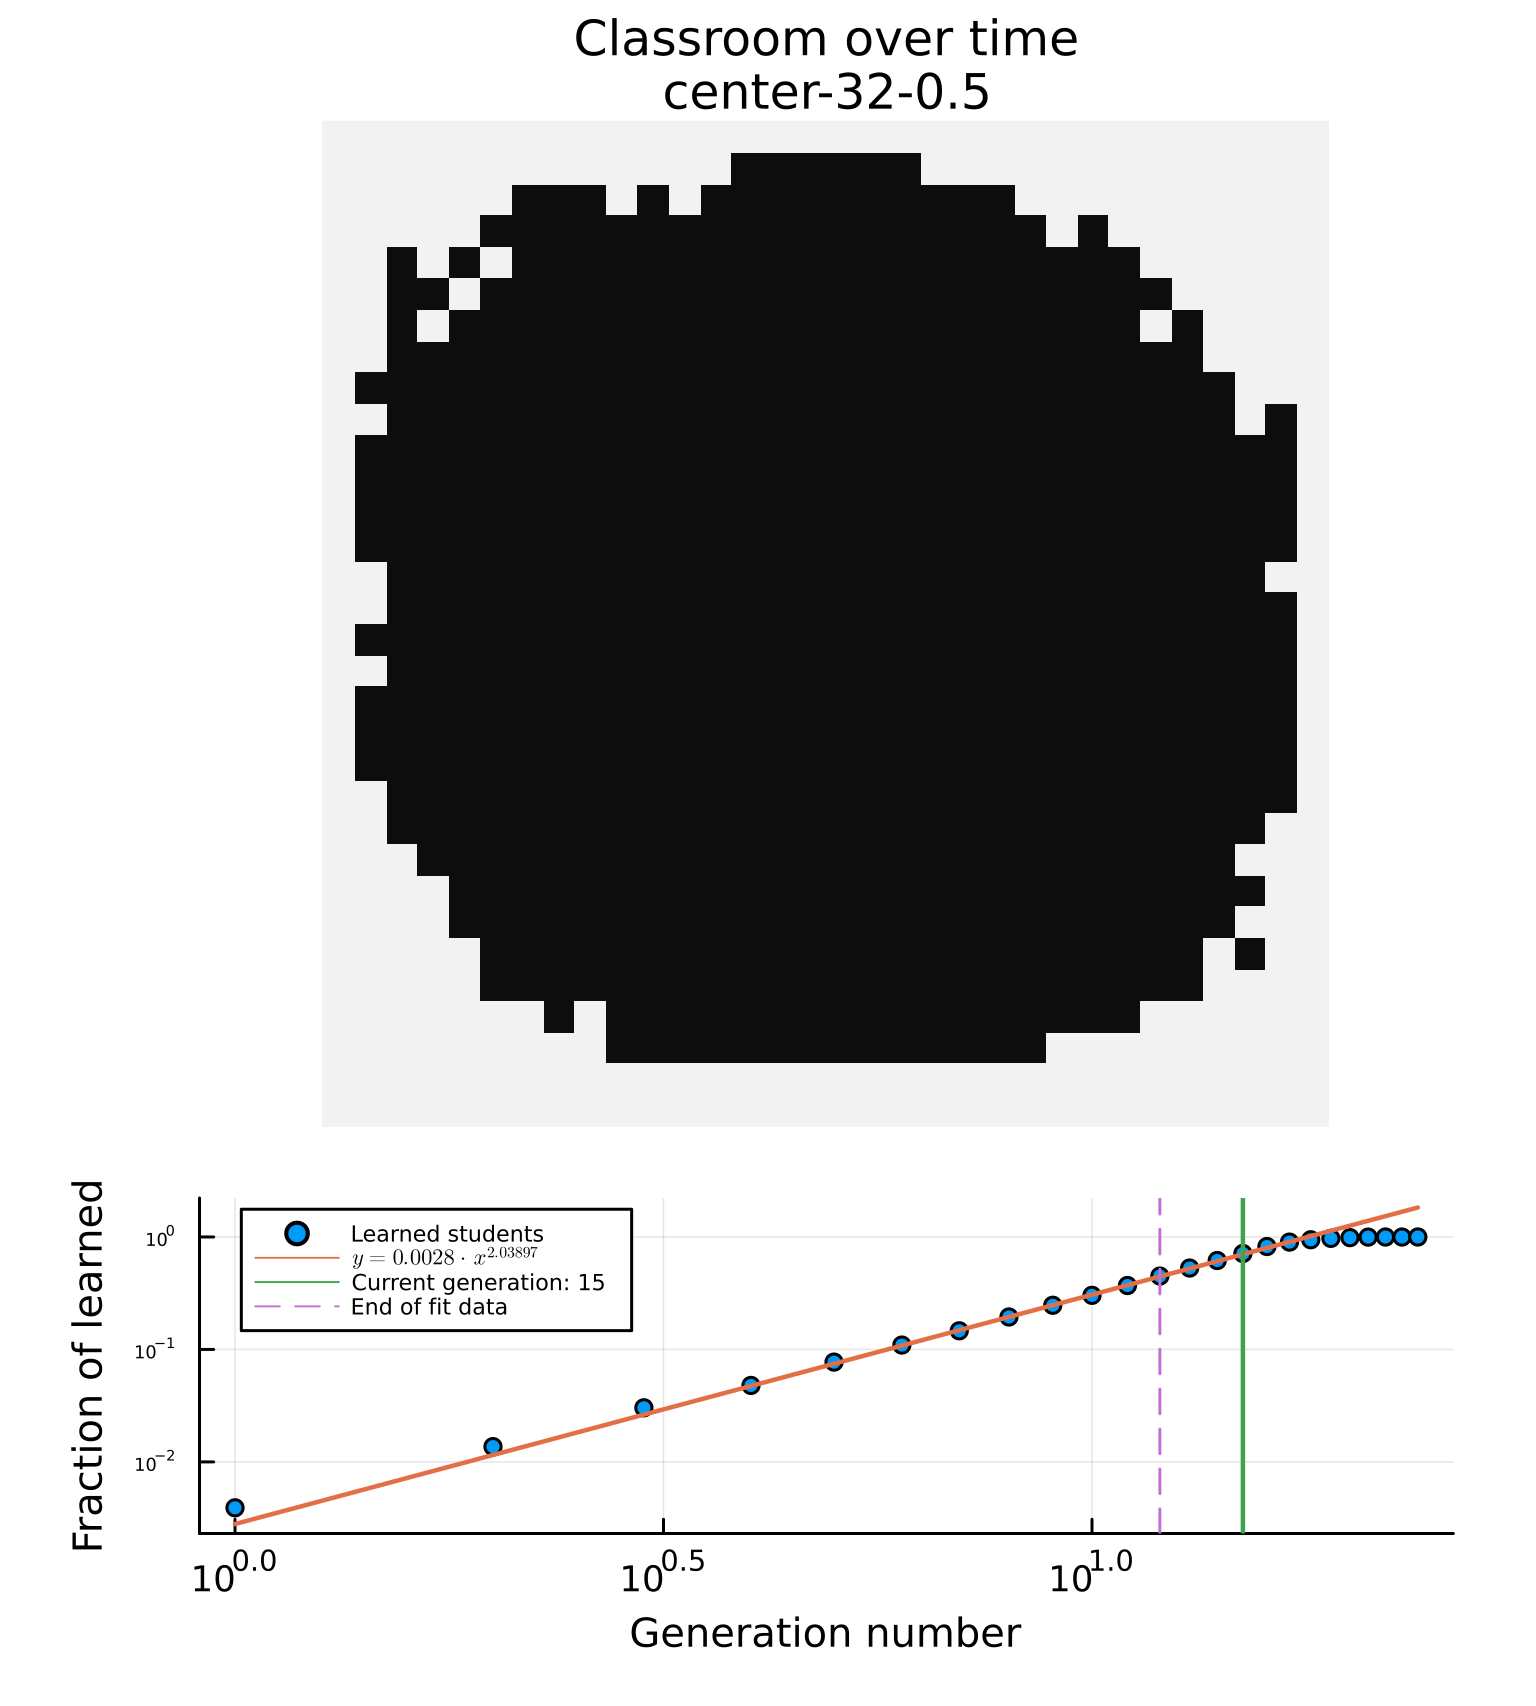 Classroom over time
center-32-0.5
Fraction of learned
10^0
10^-1
10^-2
Learned students
y = 0.0028 · x^2.03897
Current generation: 15
End of fit data
10^0.0 10^0.5 10^1.0
Generation number